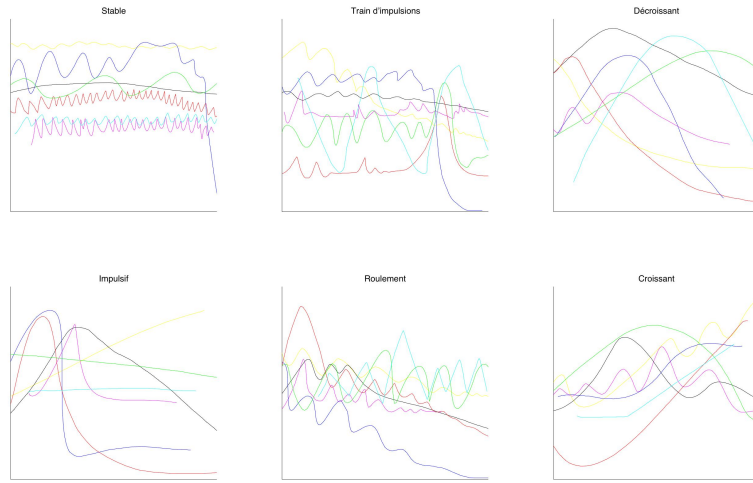 Stable
Train d'impulsions
Décroissant
Impulsif
Roulement
Croissant